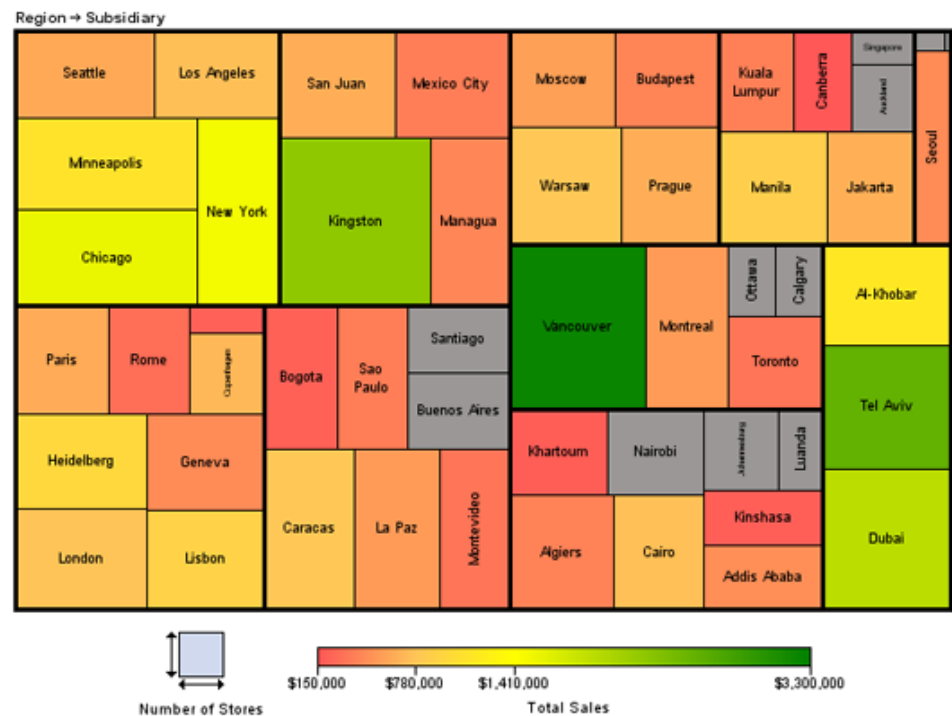 Region → Subsidiary
Seattle
Los Angeles
San Juan
Mexico City
Moscow
Budapest
Kuala
Lumpur
Canberra
Singapore
Auckland
Seoul
Minneapolis
New York
Chicago
Kingston
Managua
Warsaw
Prague
Manila
Jakarta
Vancouver
Montreal
Ottawa
Calgary
Toronto
Al-Khobar
Tel Aviv
Dubai
Paris
Rome
Copenhagen
Bogota
Sao
Paulo
Santiago
Buenos Aires
Heidelberg
Geneva
London
Lisbon
Caracas
La Paz
Montevideo
Khartoum
Nairobi
Johannesburg
Luanda
Kinshasa
Algiers
Cairo
Addis Ababa
$150,000 $780,000 $1,410,000 $3,300,000
Number of Stores
Total Sales